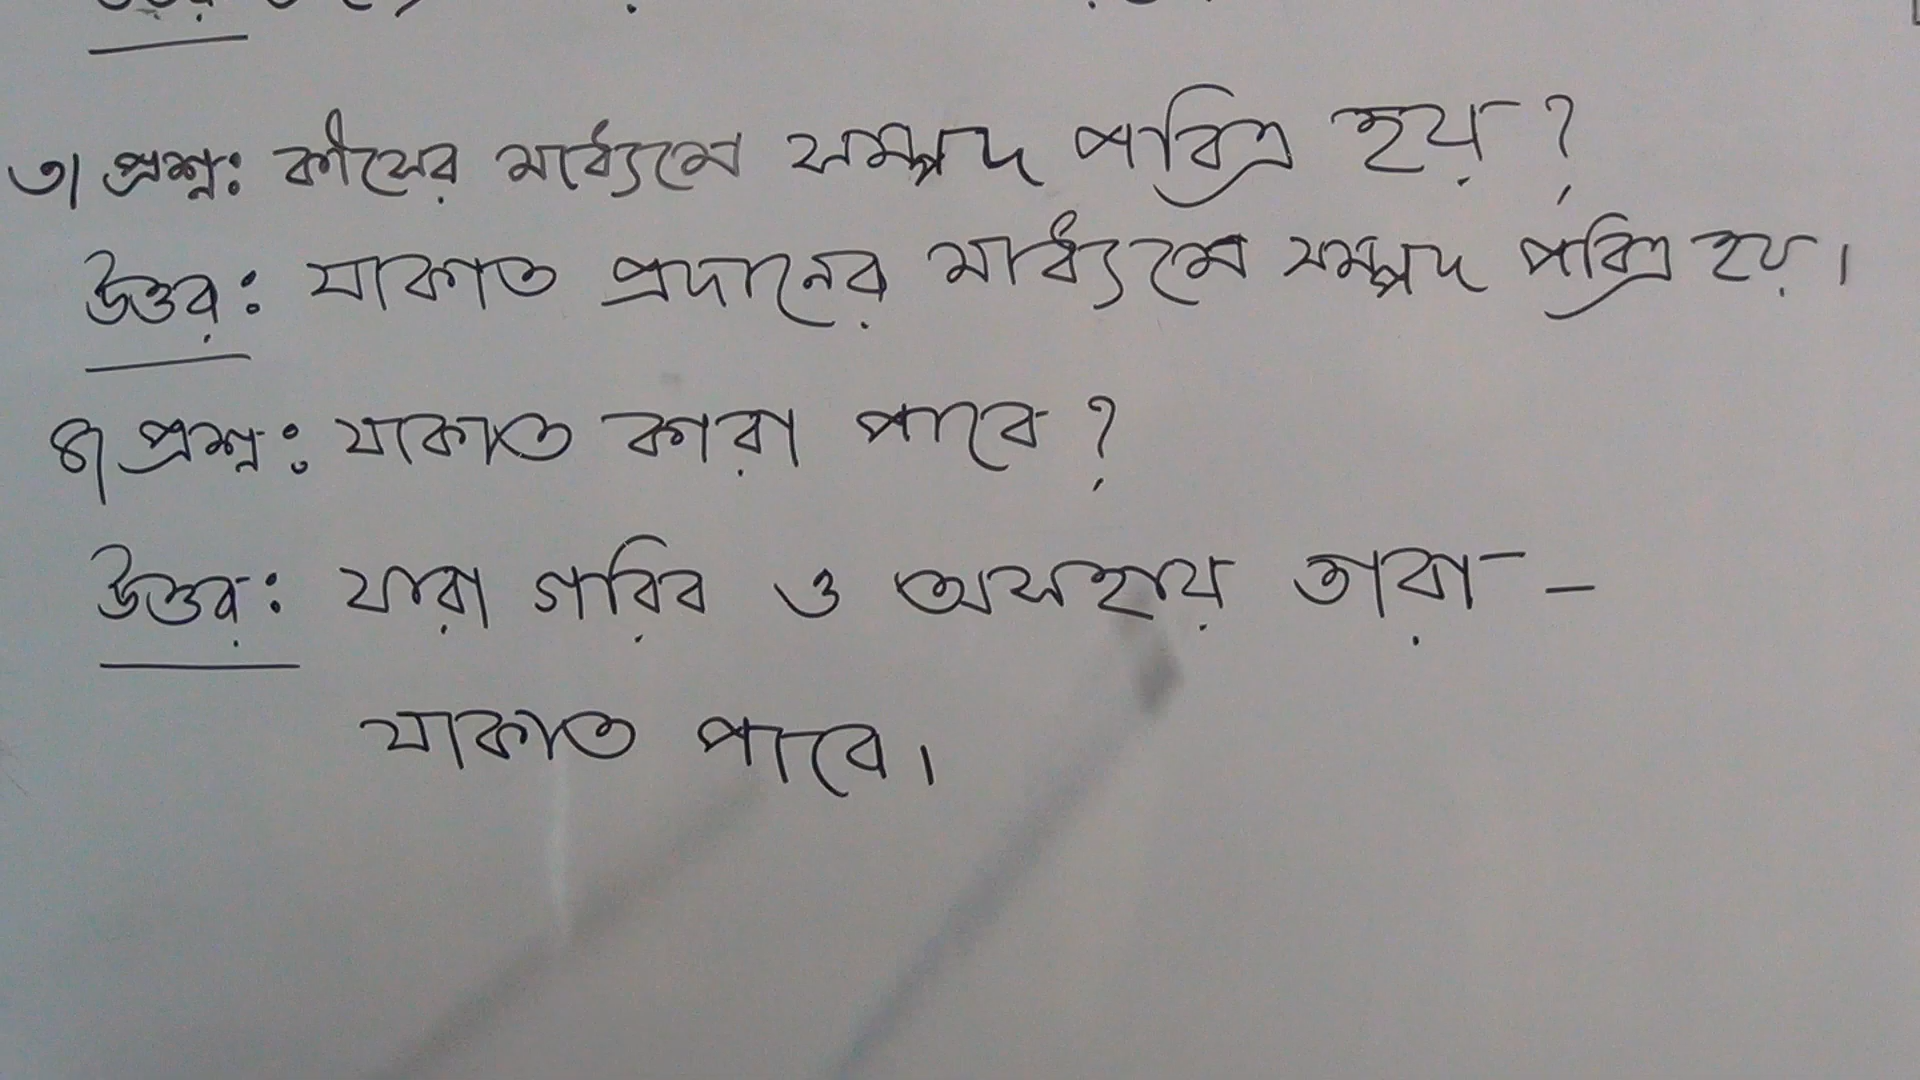 ৩। প্রশ্ন: কীসের মাধ্যমে সম্পদ পবিত্র হয়?
উত্তর: যাকাত প্রদানের মাধ্যমে সম্পদ পবিত্র হয়।
৪। প্রশ্ন: যাকাত কারা পাবে?
উত্তর: যারা গরিব ও অসহায় তারা -
যাকাত পাবে।